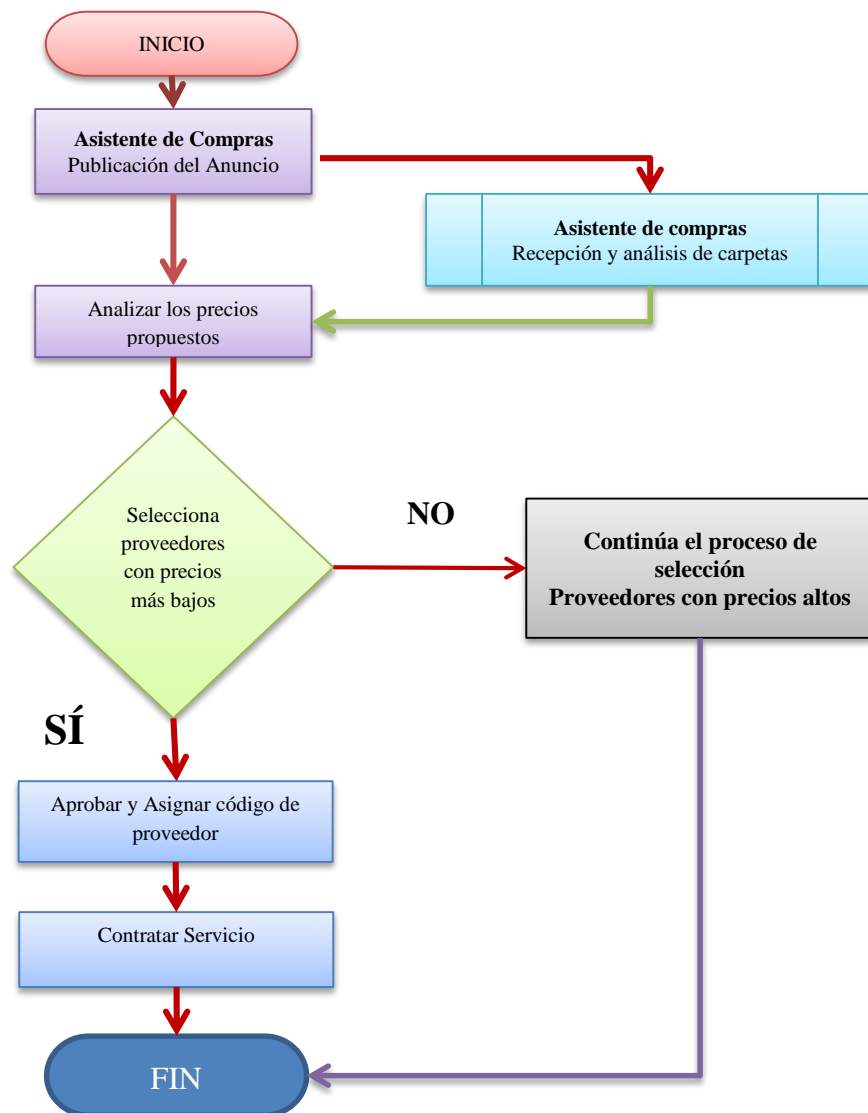 INICIO
Asistente de Compras
Publicación del Anuncio
Asistente de compras
Recepción y análisis de carpetas
Analizar los precios
propuestos
Selecciona
proveedores
con precios
más bajos
NO
Continúa el proceso de
selección
Proveedores con precios altos
SÍ
Aprobar y Asignar código de
proveedor
Contratar Servicio
FIN